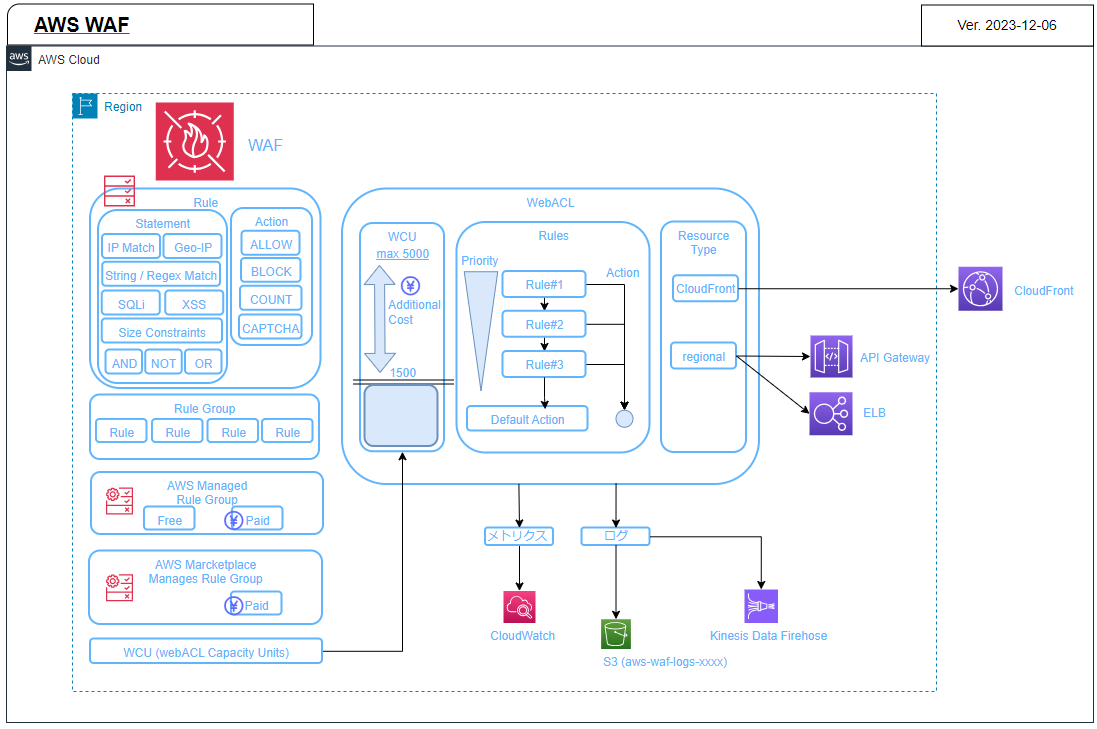 AWS WAF
Ver. 2023-12-06
aws
AWS Cloud
Region
WAF
Rule
Statement
IP Match
Geo-IP
String / Regex Match
SQLi
XSS
Size Constraints
AND
NOT
OR
Action
ALLOW
BLOCK
COUNT
CAPTCHA
Rule Group
Rule
Rule
Rule
Rule
AWS Managed
Rule Group
Free
¥
Paid
AWS Marcketplace
Manages Rule Group
¥
Paid
WCU (webACL Capacity Units)
WebACL
WCU
max 5000
¥
Additional
Cost
1500
Rules
Priority
Action
Rule#1
Rule#2
Rule#3
Default Action
Resource
Type
CloudFront
regional
CloudFront
API Gateway
ELB
メトリクス
ログ
CloudWatch
S3 (aws-waf-logs-xxxx)
Kinesis Data Firehose